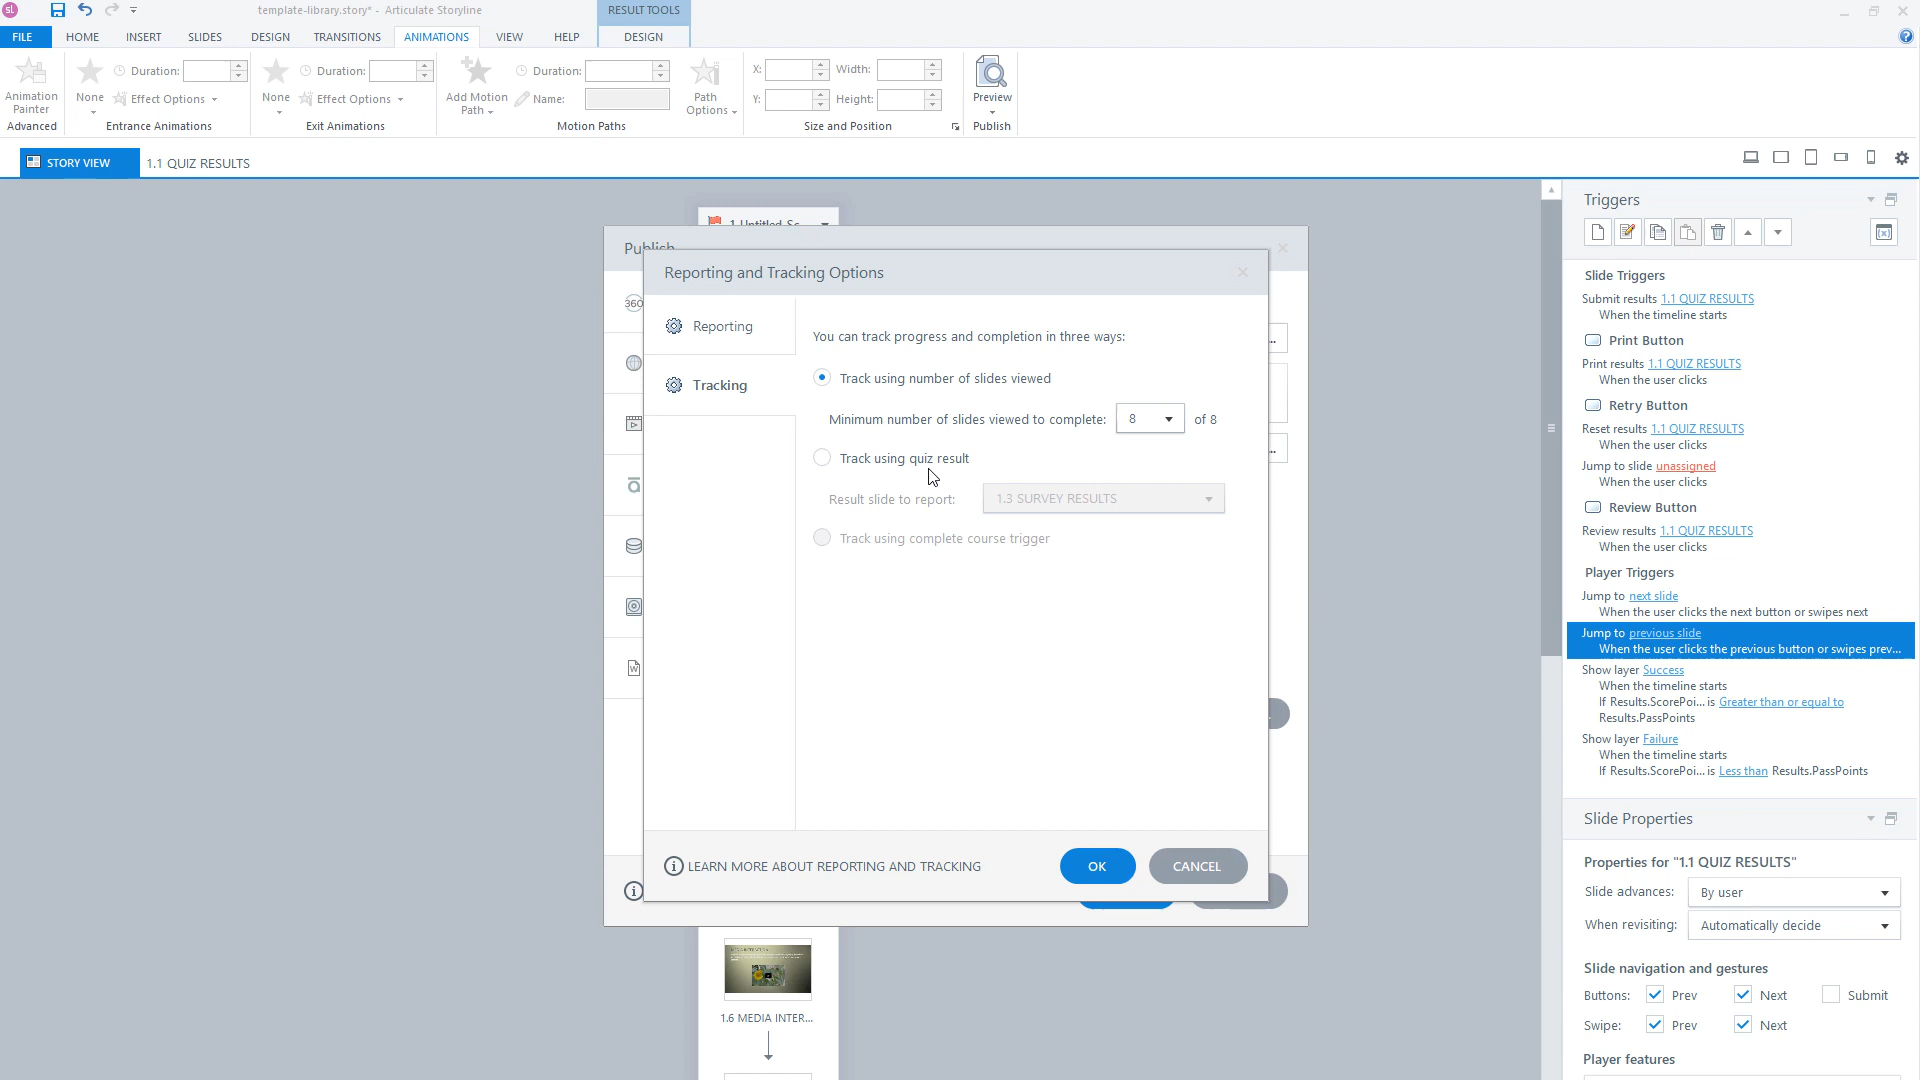 sl
template-library.story* - Articulate Storyline
RESULT TOOLS
FILE
HOME
INSERT
SLIDES
DESIGN
TRANSITIONS
ANIMATIONS
VIEW
HELP
DESIGN
Animation
Painter
Advanced
None
Duration:
Effect Options
Entrance Animations
None
Duration:
Effect Options
Exit Animations
Add Motion
Path
Duration:
Name:
Path
Options
Motion Paths
X:
Width:
Y:
Height:
Size and Position
Preview
Publish
STORY VIEW
1.1 QUIZ RESULTS
Publish
Reporting and Tracking Options
360
Reporting
Tracking
You can track progress and completion in three ways:
Track using number of slides viewed
Minimum number of slides viewed to complete: 8 of 8
Track using quiz result
Result slide to report: 1.3 SURVEY RESULTS
Track using complete course trigger
LEARN MORE ABOUT REPORTING AND TRACKING
OK
CANCEL
1.6 MEDIA INTER...
Triggers
Slide Triggers
Submit results 1.1 QUIZ RESULTS
When the timeline starts
Print Button
Print results 1.1 QUIZ RESULTS
When the user clicks
Retry Button
Reset results 1.1 QUIZ RESULTS
When the user clicks
Jump to slide unassigned
When the user clicks
Review Button
Review results 1.1 QUIZ RESULTS
When the user clicks
Player Triggers
Jump to next slide
When the user clicks the next button or swipes next
Jump to previous slide
When the user clicks the previous button or swipes prev...
Show layer Success
When the timeline starts
If Results.ScorePoi... is Greater than or equal to
Results.PassPoints
Show layer Failure
When the timeline starts
If Results.ScorePoi... is Less than Results.PassPoints
Slide Properties
Properties for "1.1 QUIZ RESULTS"
Slide advances: By user
When revisiting: Automatically decide
Slide navigation and gestures
Buttons: Prev Next Submit
Swipe: Prev Next
Player features